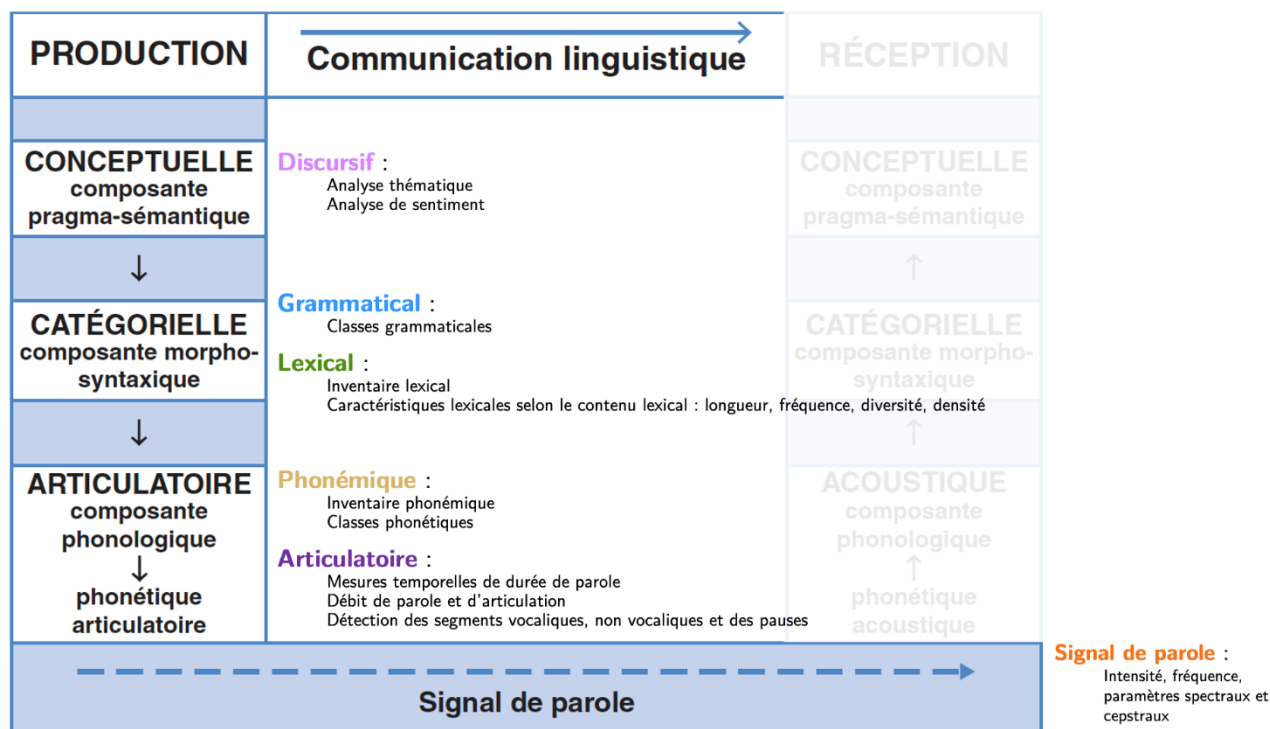 PRODUCTION
Communication linguistique
RÉCEPTION
CONCEPTUELLE
composante
pragma-sémantique
↓
CATÉGORIELLE
composante morpho-
syntaxique
↓
ARTICULATOIRE
composante
phonologique
↓
phonétique
articulatoire
Discursif :
Analyse thématique
Analyse de sentiment
Grammatical :
Classes grammaticales
Lexical :
Inventaire lexical
Caractéristiques lexicales selon le contenu lexical : longueur, fréquence, diversité, densité
Phonémique :
Inventaire phonémique
Classes phonétiques
Articulatoire :
Mesures temporelles de durée de parole
Débit de parole et d'articulation
Détection des segments vocaliques, non vocaliques et des pauses
CONCEPTUELLE
composante
pragma-sémantique
↑
CATÉGORIELLE
composante morpho-
syntaxique
↑
ACOUSTIQUE
composante
phonologique
↑
phonétique
acoustique
Signal de parole
Signal de parole :
Intensité, fréquence,
paramètres spectraux et
cepstraux